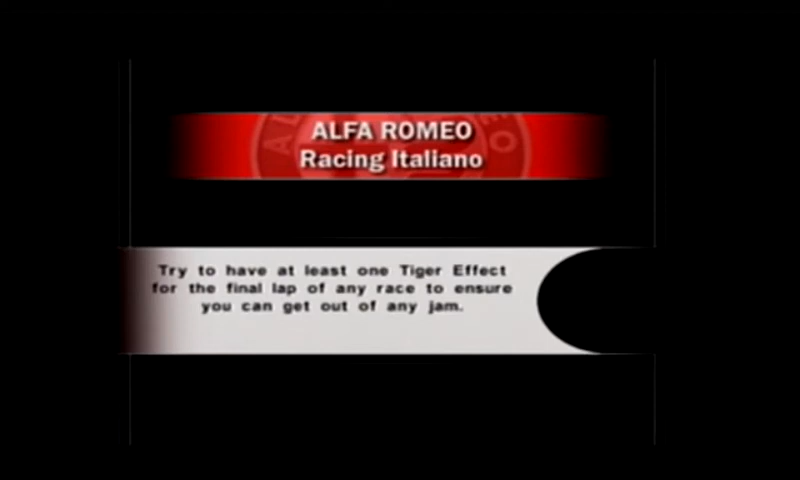 ALFA ROMEO
Racing Italiano
Try to have at least one Tiger Effect
for the final lap of any race to ensure
you can get out of any jam.